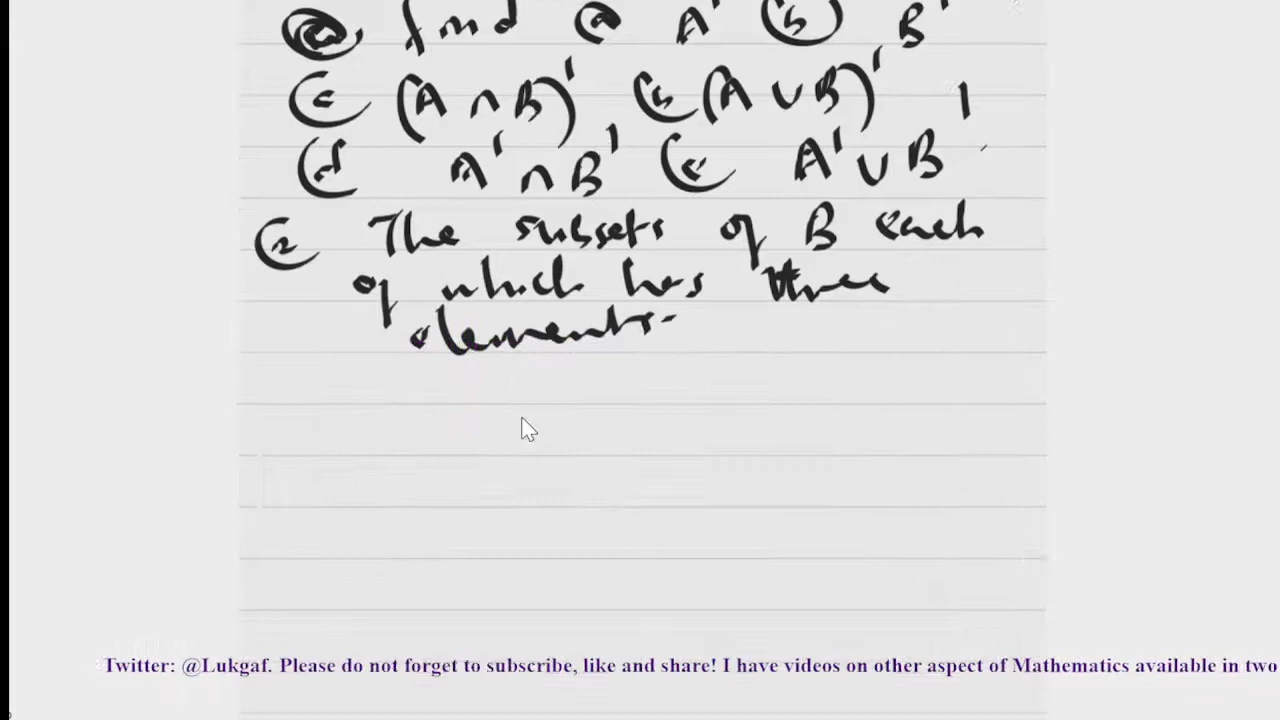 find ⓐ A' ⓑ B'
ⓒ (A ∩ B)' ⓑ (A ∪ B)'
ⓓ A' ∩ B' ⓔ A' ∪ B'
② The subsets of B each
of which has three
elements.
Twitter: @Lukgaf. Please do not forget to subscribe, like and share! I have videos on other aspect of Mathematics available in two